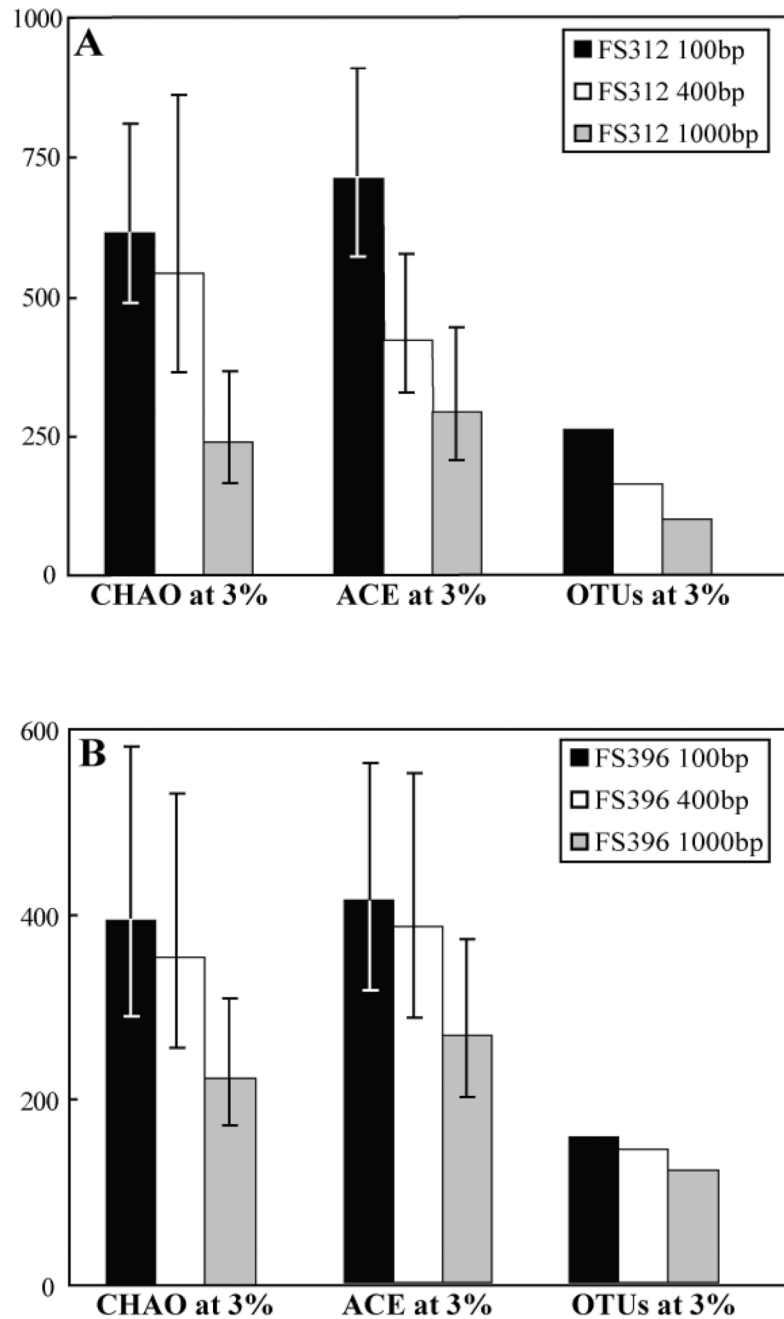 A
FS312 100bp
FS312 400bp
FS312 1000bp
1000
750
500
250
0
CHAO at 3% ACE at 3% OTUs at 3%
B
FS396 100bp
FS396 400bp
FS396 1000bp
600
400
200
0
CHAO at 3% ACE at 3% OTUs at 3%